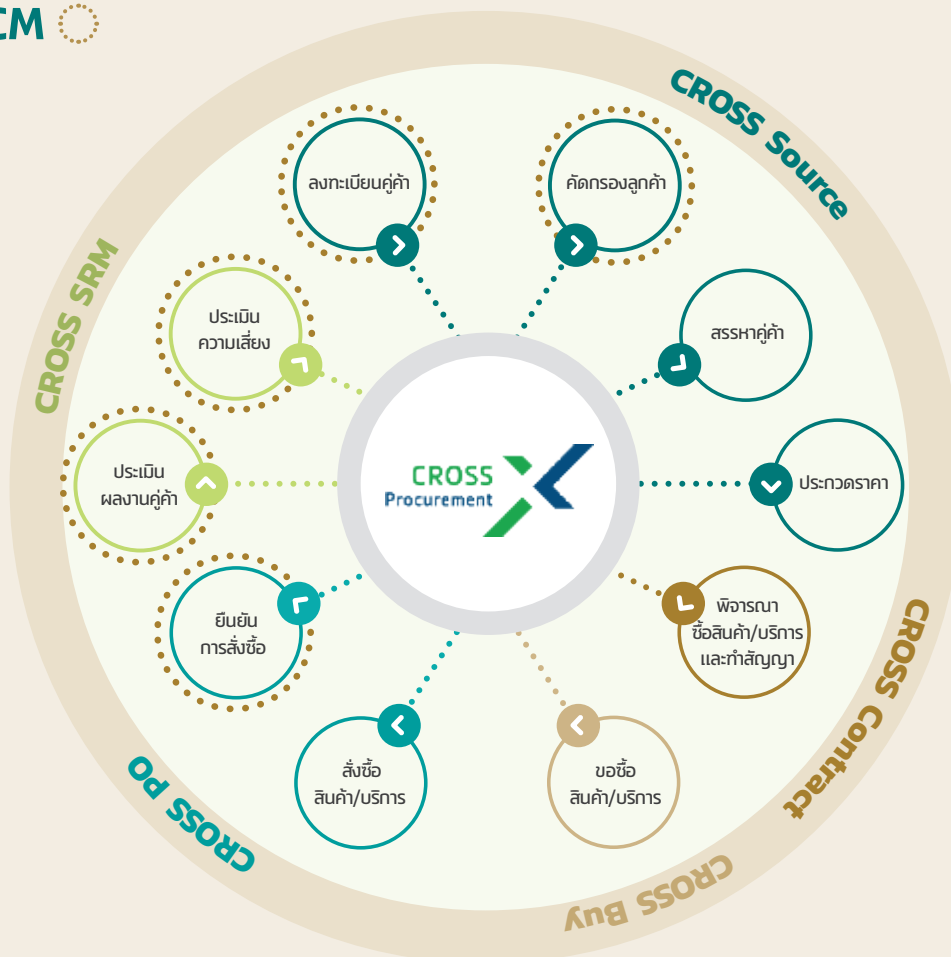 CM
CROSS Source
ลงทะเบียนคู่ค้า
คัดกรองลูกค้า
สรรหาคู่ค้า
ประกวดราคา
CROSS Contract
พิจารณา
ซื้อสินค้า/บริการ
และทำสัญญา
CROSS Buy
ขอซื้อ
สินค้า/บริการ
CROSS PO
สั่งซื้อ
สินค้า/บริการ
ยืนยัน
การสั่งซื้อ
CROSS SRM
ประเมิน
ผลงานคู่ค้า
ประเมิน
ความเสี่ยง
CROSS
Procurement